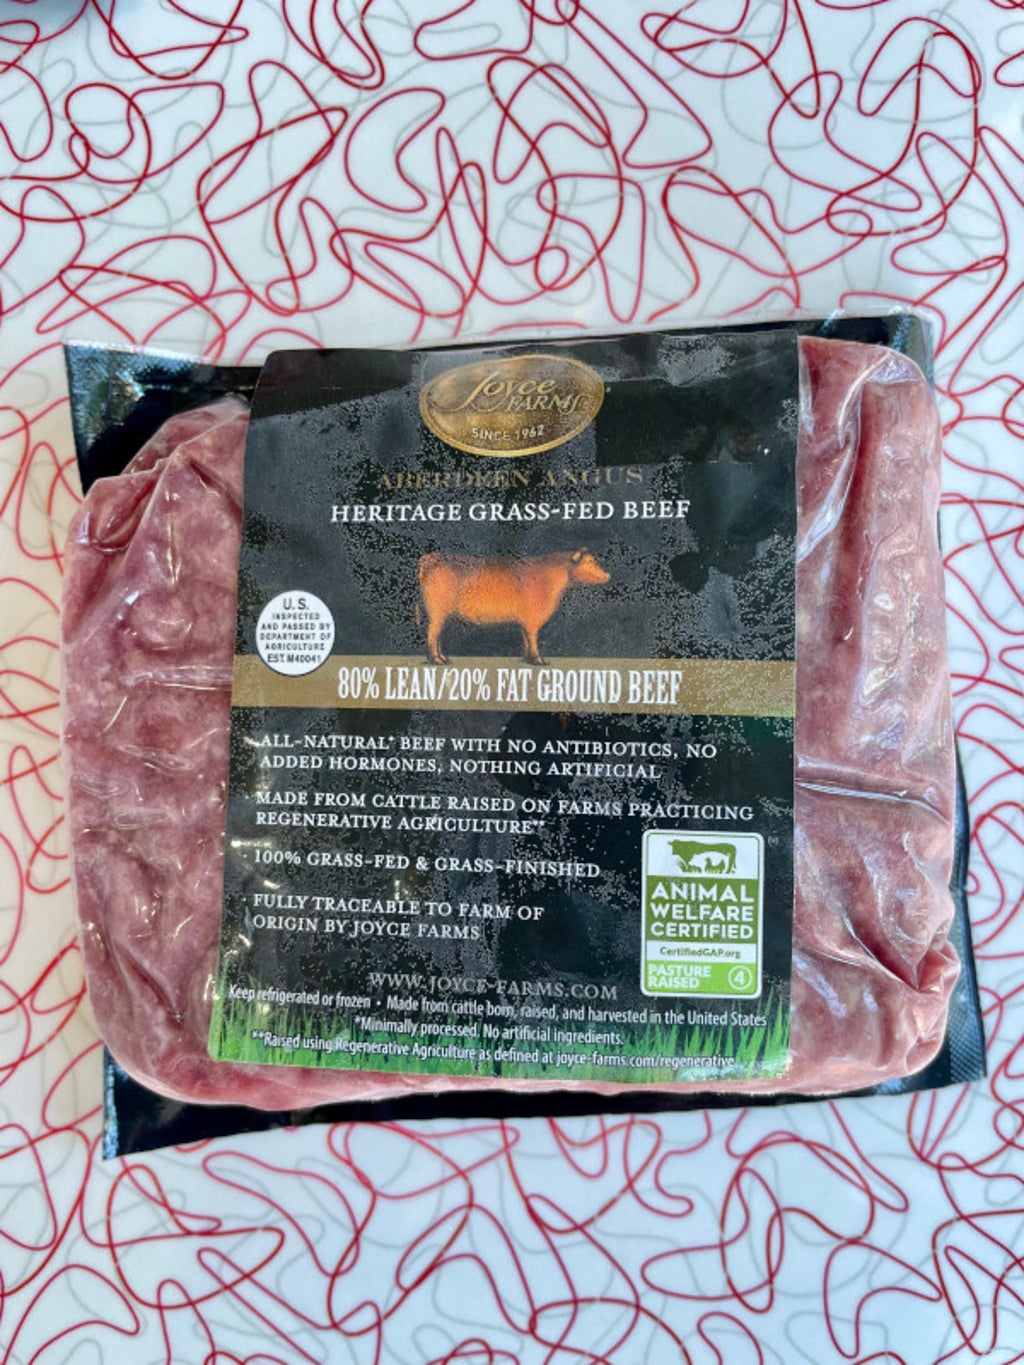 Joyce
FARMS
SINCE 1962
ABERDEEN ANGUS
HERITAGE GRASS-FED BEEF
U.S.
INSPECTED
AND PASSED BY
DEPARTMENT OF
AGRICULTURE
EST. M40041
80% LEAN/20% FAT GROUND BEEF
· ALL-NATURAL* BEEF WITH NO ANTIBIOTICS, NO
ADDED HORMONES, NOTHING ARTIFICIAL
· MADE FROM CATTLE RAISED ON FARMS PRACTICING
REGENERATIVE AGRICULTURE**
· 100% GRASS-FED & GRASS-FINISHED
· FULLY TRACEABLE TO FARM OF
ORIGIN BY JOYCE FARMS
ANIMAL
WELFARE
CERTIFIED
CertifiedGAP.org
PASTURE
RAISED
4
WWW.JOYCE-FARMS.COM
Keep refrigerated or frozen • Made from cattle born, raised, and harvested in the United States
*Minimally processed. No artificial ingredients.
**Raised using Regenerative Agriculture as defined at joyce-farms.com/regenerative